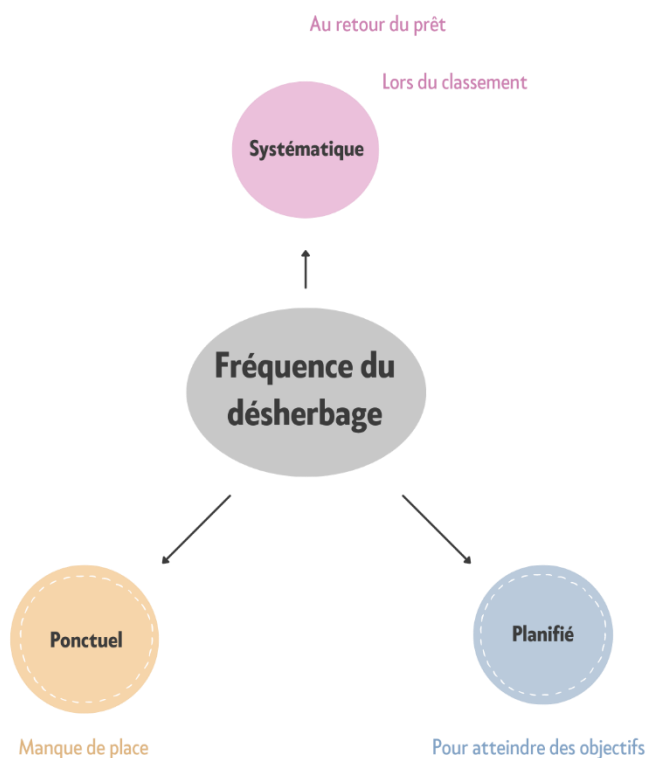 Au retour du prêt
Lors du classement
Systématique
Fréquence du
désherbage
Ponctuel
Planifié
Manque de place
Pour atteindre des objectifs